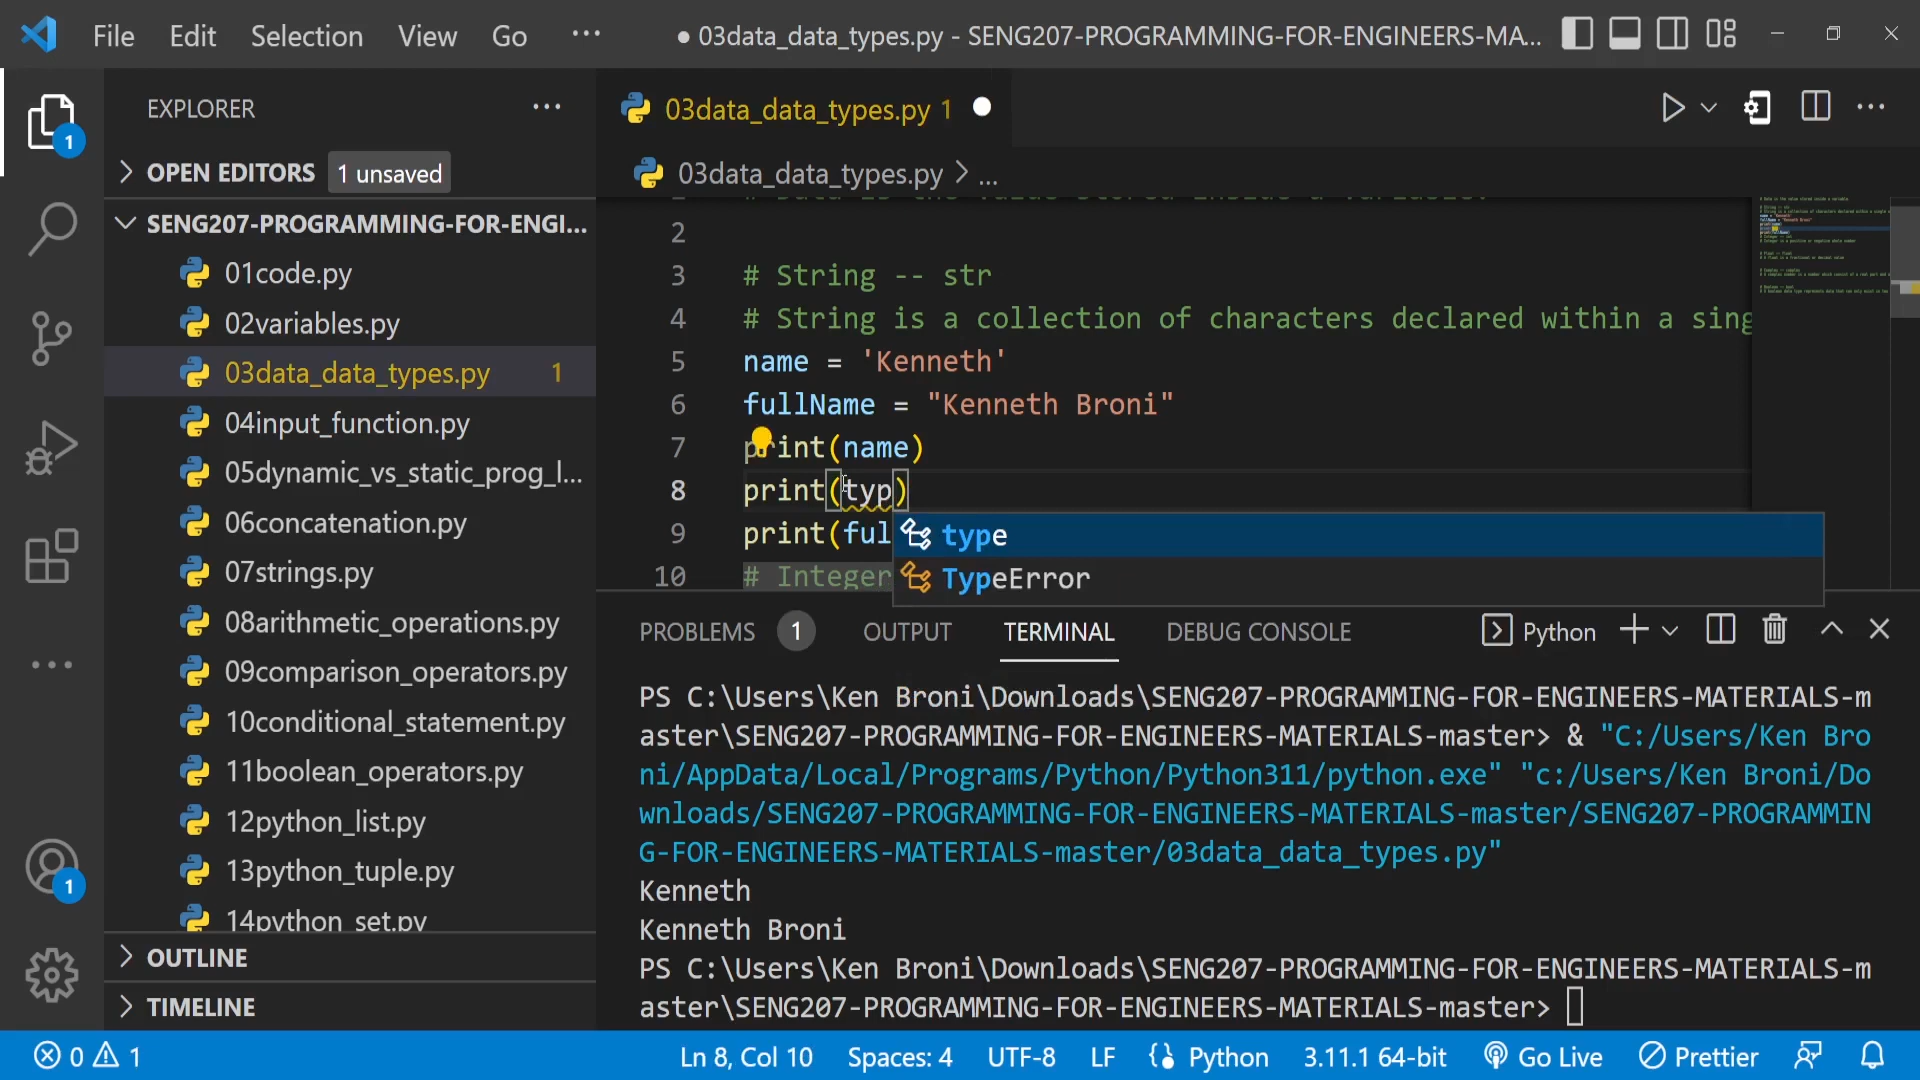 File Edit Selection View Go ... ● 03data_data_types.py - SENG207-PROGRAMMING-FOR-ENGINEERS-MA...
EXPLORER
OPEN EDITORS 1 unsaved
SENG207-PROGRAMMING-FOR-ENGI...
01code.py
02variables.py
03data_data_types.py 1
04input_function.py
05dynamic_vs_static_prog_l...
06concatenation.py
07strings.py
08arithmetic_operations.py
09comparison_operators.py
10conditional_statement.py
11boolean_operators.py
12python_list.py
13python_tuple.py
14python_set.py
OUTLINE
TIMELINE
1
1
03data_data_types.py 1
03data_data_types.py > ...
# Data is the value stored inside a variable.
2
3 # String -- str
4 # String is a collection of characters declared within a sing
5 name = 'Kenneth'
6 fullName = "Kenneth Broni"
7 print(name)
8 print(typ)
9 print(ful
10 # Integer
type
TypeError
PROBLEMS 1 OUTPUT TERMINAL DEBUG CONSOLE Python
PS C:\Users\Ken Broni\Downloads\SENG207-PROGRAMMING-FOR-ENGINEERS-MATERIALS-m
aster\SENG207-PROGRAMMING-FOR-ENGINEERS-MATERIALS-master> & "C:/Users/Ken Bro
ni/AppData/Local/Programs/Python/Python311/python.exe" "c:/Users/Ken Broni/Do
wnloads/SENG207-PROGRAMMING-FOR-ENGINEERS-MATERIALS-master/SENG207-PROGRAMMIN
G-FOR-ENGINEERS-MATERIALS-master/03data_data_types.py"
Kenneth
Kenneth Broni
PS C:\Users\Ken Broni\Downloads\SENG207-PROGRAMMING-FOR-ENGINEERS-MATERIALS-m
aster\SENG207-PROGRAMMING-FOR-ENGINEERS-MATERIALS-master>
0 1 Ln 8, Col 10 Spaces: 4 UTF-8 LF Python 3.11.1 64-bit Go Live Prettier